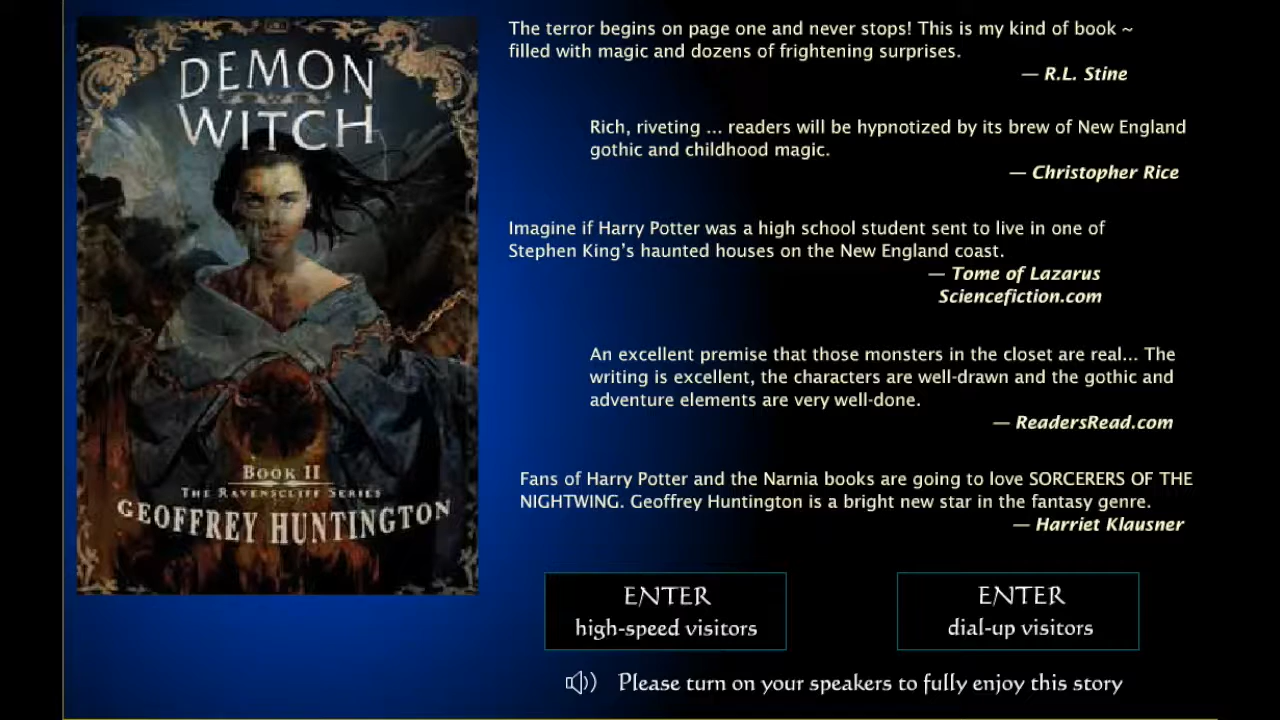 DEMON
WITCH
BOOK II
THE RAVENSCLIFF SERIES
GEOFFREY HUNTINGTON
The terror begins on page one and never stops! This is my kind of book ~
filled with magic and dozens of frightening surprises.
— R.L. Stine
Rich, riveting ... readers will be hypnotized by its brew of New England
gothic and childhood magic.
— Christopher Rice
Imagine if Harry Potter was a high school student sent to live in one of
Stephen King's haunted houses on the New England coast.
— Tome of Lazarus
Sciencefiction.com
An excellent premise that those monsters in the closet are real... The
writing is excellent, the characters are well-drawn and the gothic and
adventure elements are very well-done.
— ReadersRead.com
Fans of Harry Potter and the Narnia books are going to love SORCERERS OF THE
NIGHTWING. Geoffrey Huntington is a bright new star in the fantasy genre.
— Harriet Klausner
ENTER
high-speed visitors
ENTER
dial-up visitors
Please turn on your speakers to fully enjoy this story